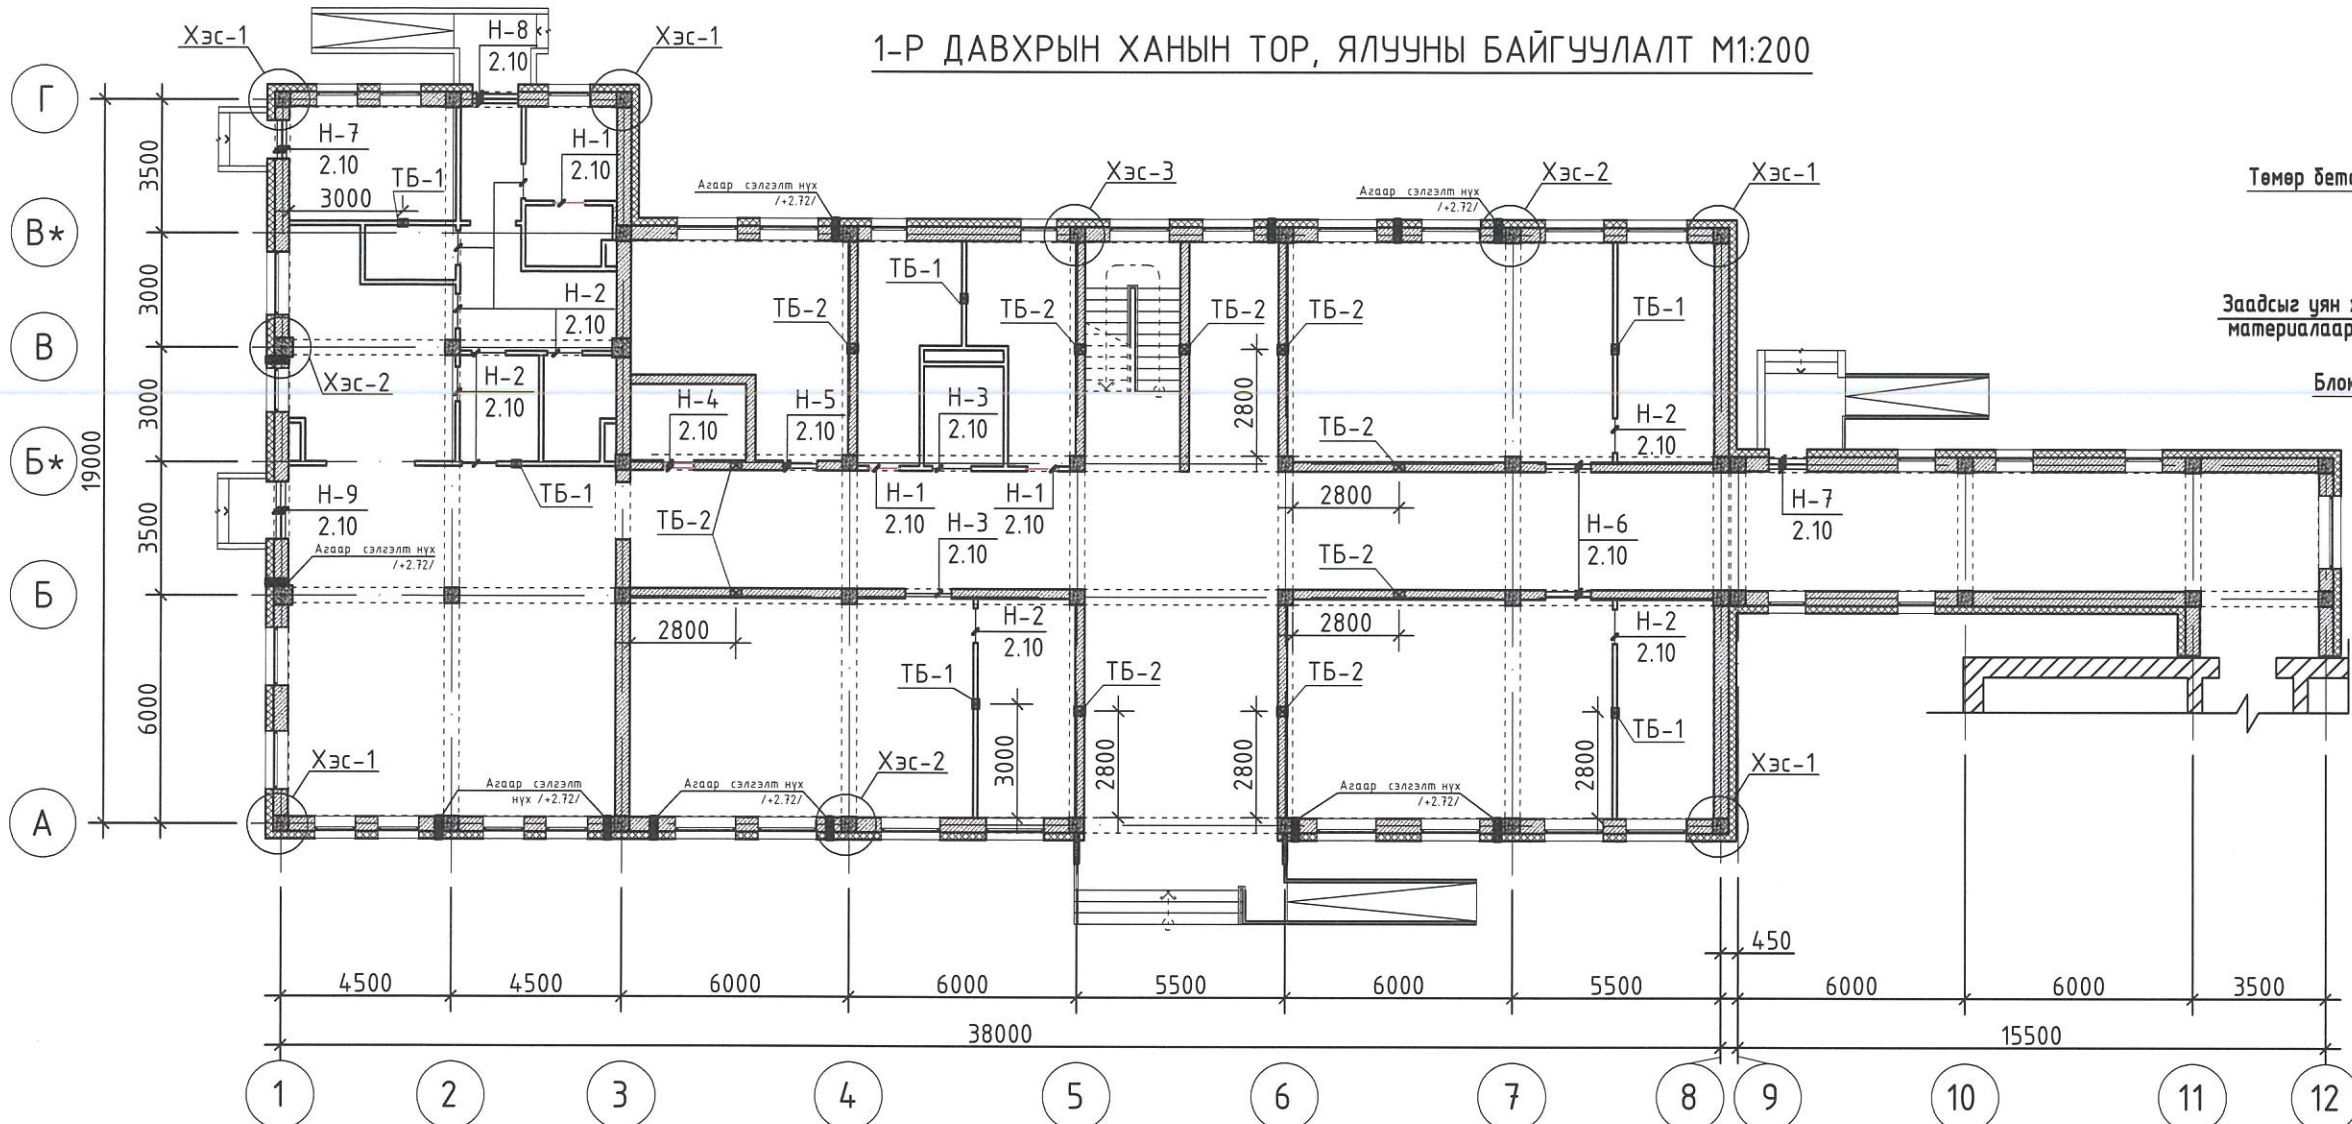 1-Р ДАВХРЫН ХАНЫН ТОР, ЯЛУУНЫ БАЙГУУЛАЛТ М1:200
Хэс-1
Н-8
2.10
Хэс-1
Г
Н-7
2.10
Н-1
2.10
3500
ТБ-1
3000
Агаар сэлгэлт нүх
/+2.72/
Хэс-3
Агаар сэлгэлт нүх
/+2.72/
Хэс-2
Хэс-1
Төмөр бето
В*
ТБ-1
3000
Н-2
2.10
ТБ-2
ТБ-2
ТБ-2
ТБ-2
ТБ-1
Заадсыг уян х
материалаар
В
Хэс-2
Н-2
2.10
Н-4
2.10
Н-5
2.10
Н-3
2.10
2800
Блок
3000
ТБ-2
Н-2
2.10
Б*
19000
Н-9
2.10
ТБ-1
ТБ-2
Н-1
2.10
Н-1
2.10
2800
Н-7
2.10
3500
Н-3
2.10
Н-6
2.10
Агаар сэлгэлт нүх
/+2.72/
ТБ-2
Б
2800
Н-2
2.10
2800
Н-2
2.10
6000
ТБ-1
ТБ-2
ТБ-2
ТБ-1
3000
2800
2800
2800
Хэс-1
Хэс-2
Хэс-1
Агаар сэлгэлт
нүх /+2.72/
Агаар сэлгэлт нүх
/+2.72/
Агаар сэлгэлт нүх
/+2.72/
А
450
4500
4500
6000
6000
5500
6000
5500
6000
6000
3500
38000
15500
1
2
3
4
5
6
7
8
9
10
11
12